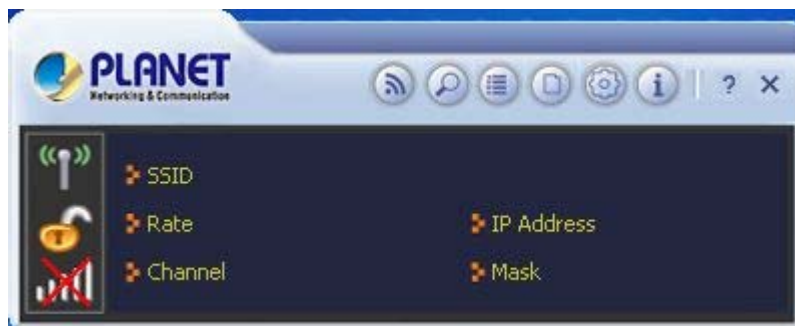 PLANET
Networking & Communication
i ? ×
SSID
Rate
IP Address
Channel
Mask